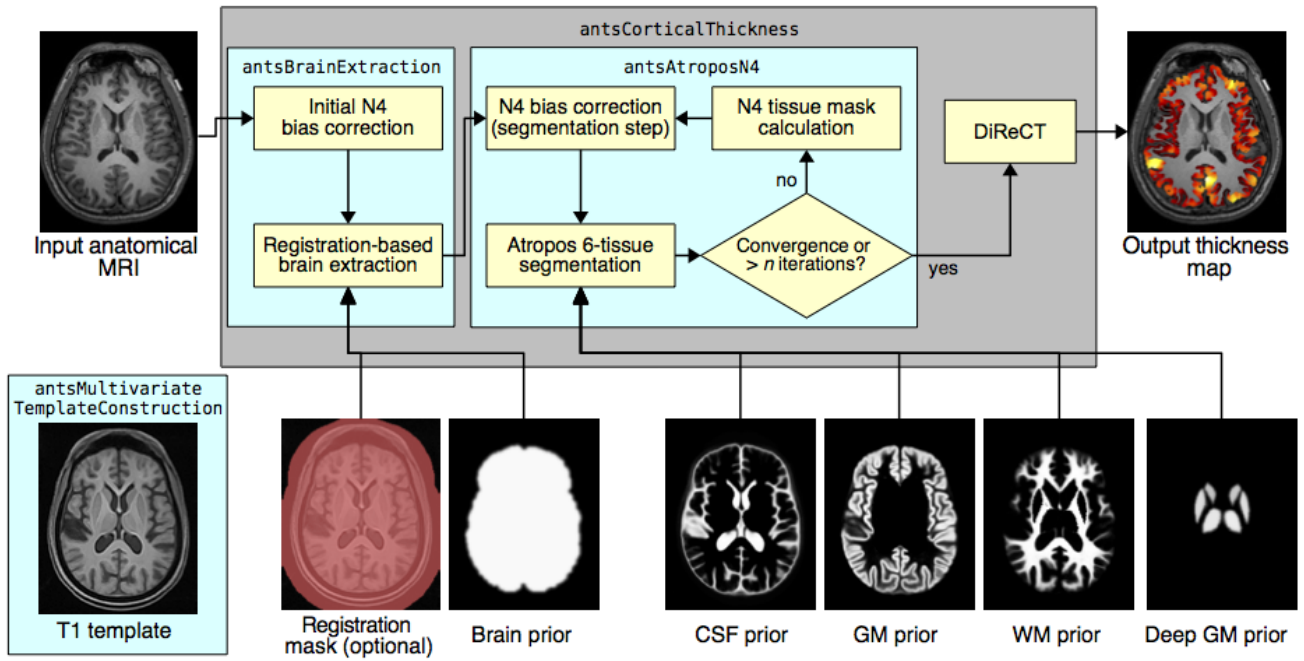 antsCorticalThickness
antsBrainExtraction
antsAtroposN4
Initial N4
bias correction
N4 bias correction
(segmentation step)
N4 tissue mask
calculation
DiReCT
no
Input anatomical
MRI
Registration-based
brain extraction
Atropos 6-tissue
segmentation
Convergence or
> n iterations?
yes
Output thickness
map
antsMultivariate
TemplateConstruction
T1 template
Registration
mask (optional)
Brain prior
CSF prior
GM prior
WM prior
Deep GM prior